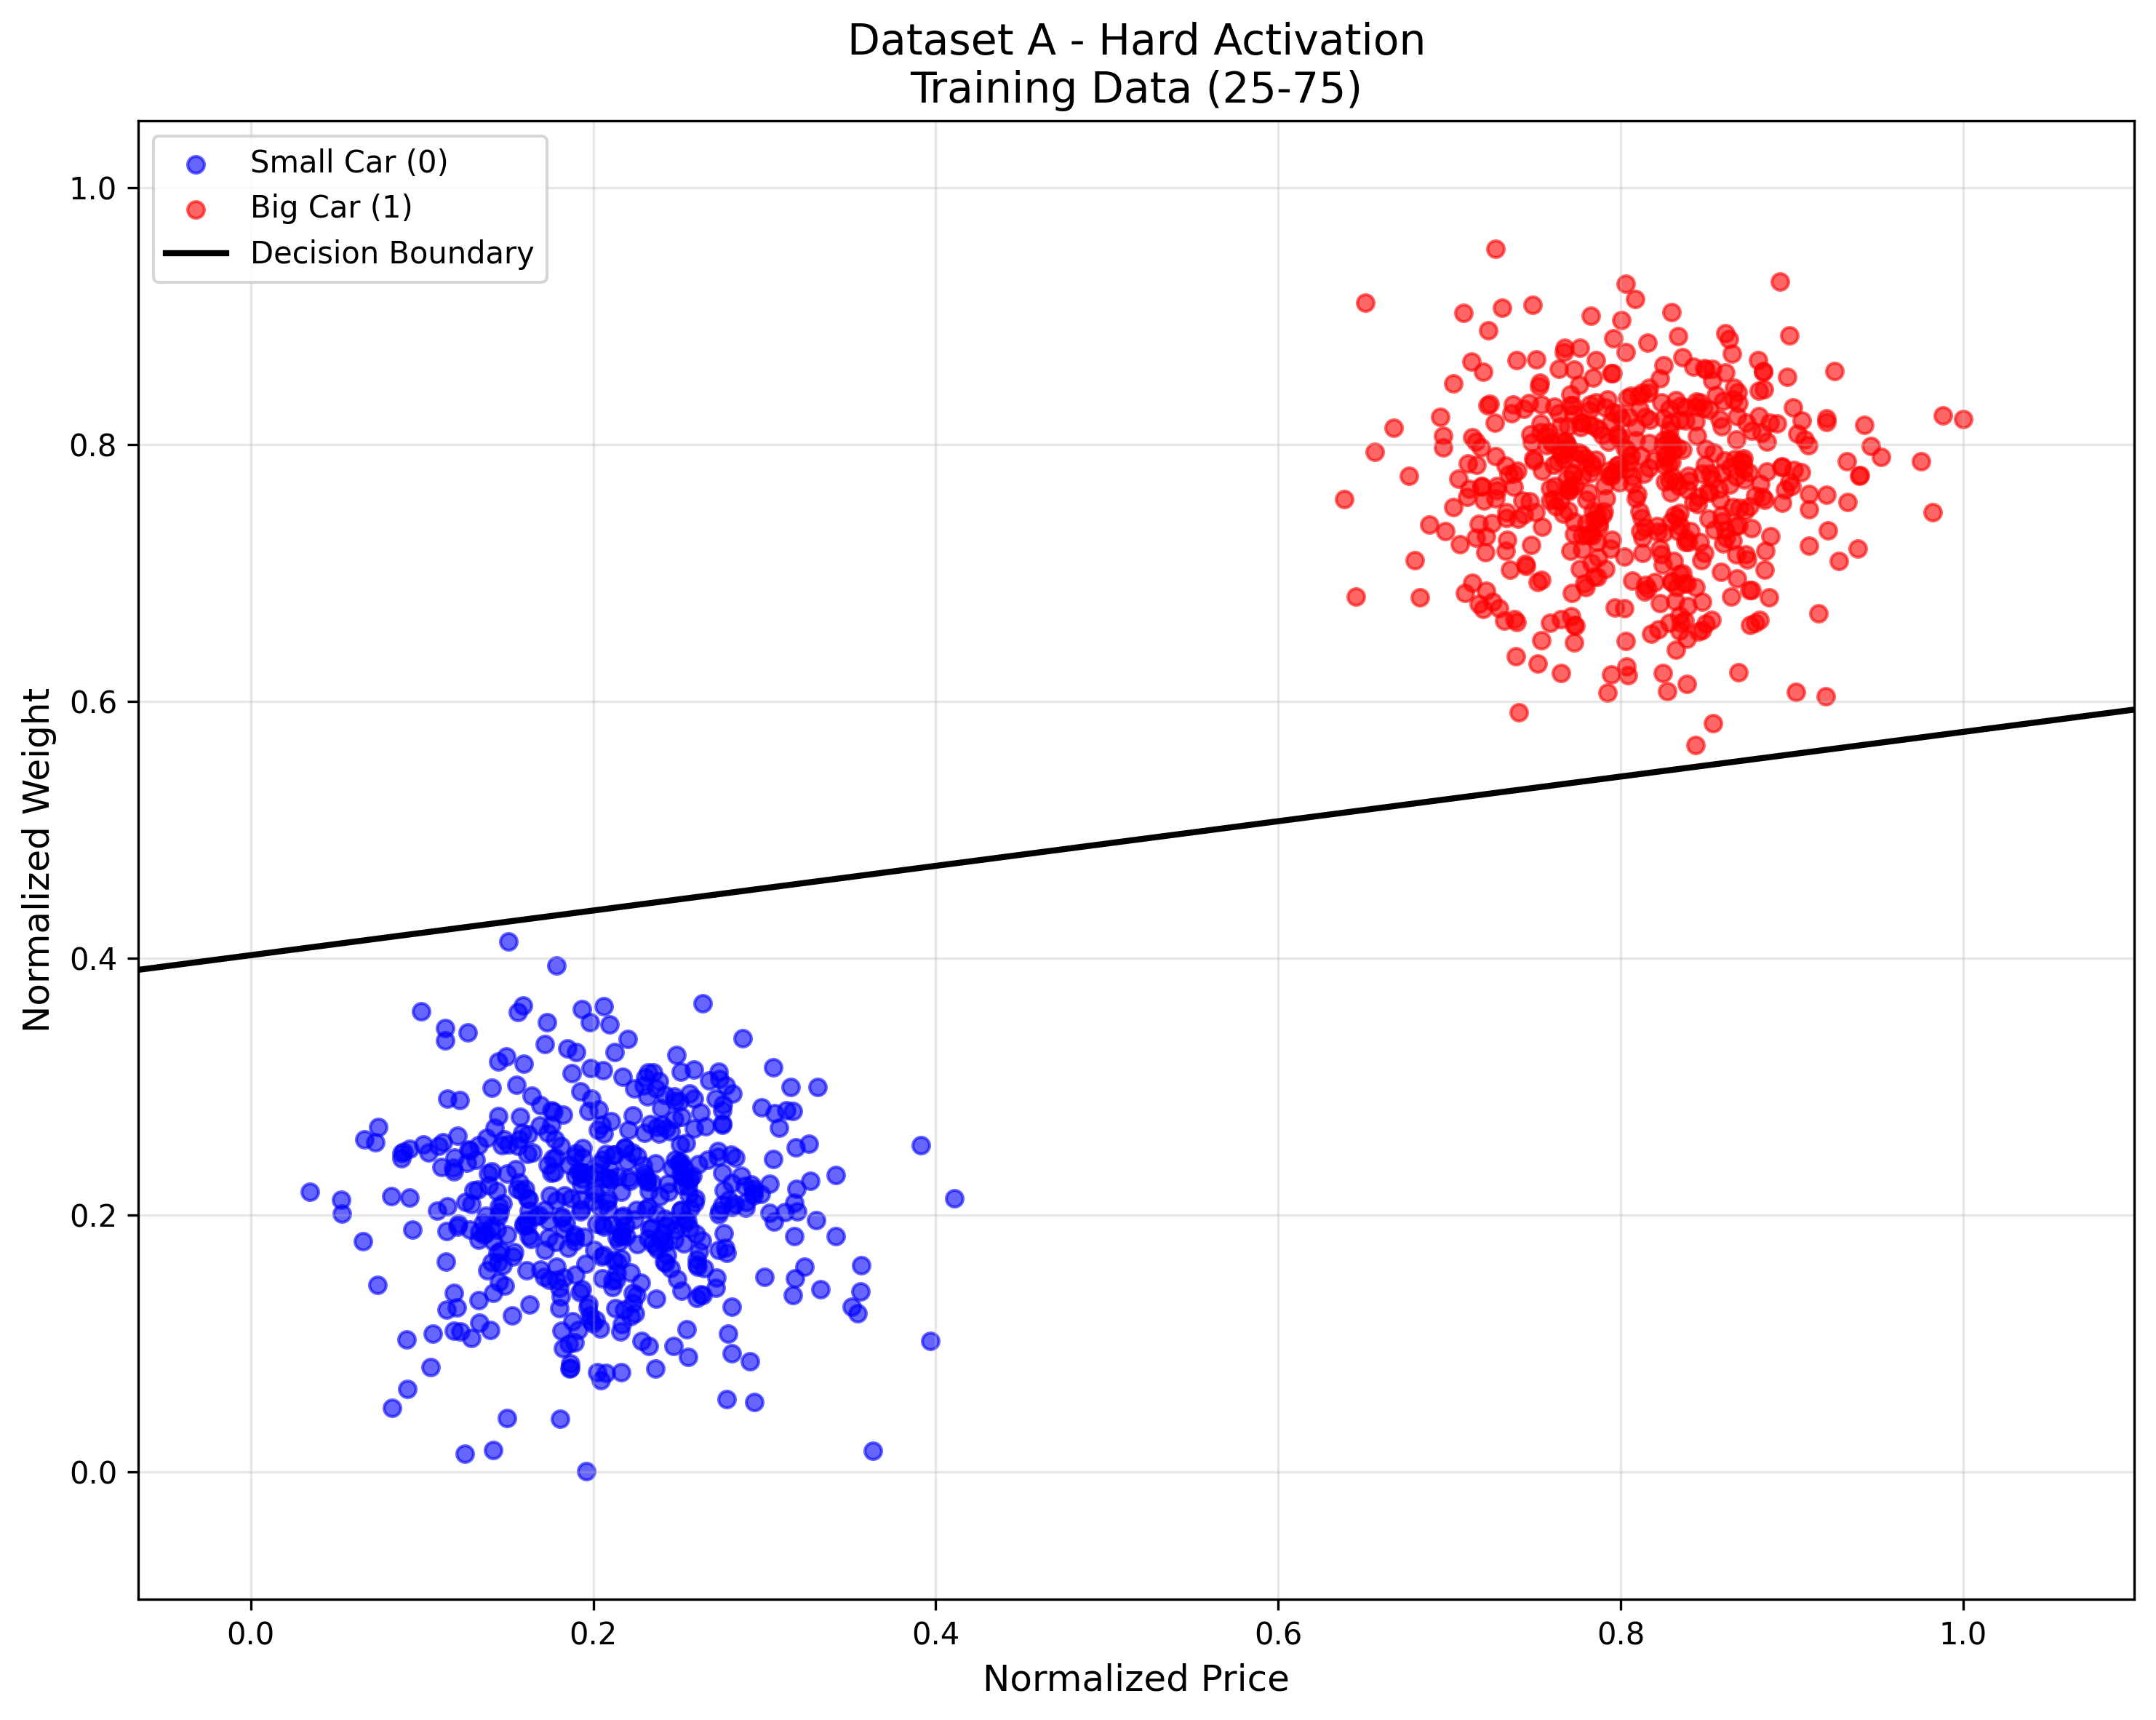 Dataset A - Hard Activation
Training Data (25-75)
Small Car (0)
Big Car (1)
Decision Boundary
1.0
0.8
0.6
0.4
0.2
0.0
Normalized Weight
0.0 0.2 0.4 0.6 0.8 1.0
Normalized Price